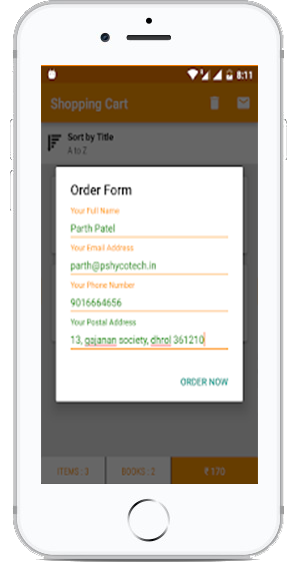 8:11
Shopping Cart
Sort by Title
A to Z
Order Form
Your Full Name
Parth Patel
Your Email Address
parth@pshycotech.in
Your Phone Number
9016664656
Your Postal Address
13, gajanan society, dhrol 361210
ORDER NOW
ITEMS : 3
BOOKS : 2
₹ 170